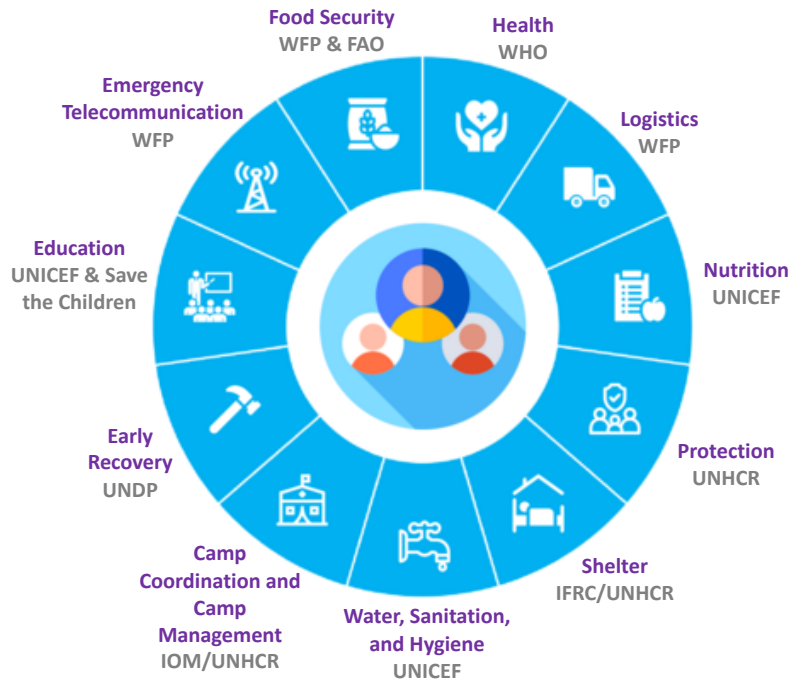 Food Security
WFP & FAO
Health
WHO
Logistics
WFP
Nutrition
UNICEF
Protection
UNHCR
Shelter
IFRC/UNHCR
Water, Sanitation,
and Hygiene
UNICEF
Camp
Coordination and
Camp
Management
IOM/UNHCR
Early
Recovery
UNDP
Education
UNICEF & Save
the Children
Emergency
Telecommunication
WFP